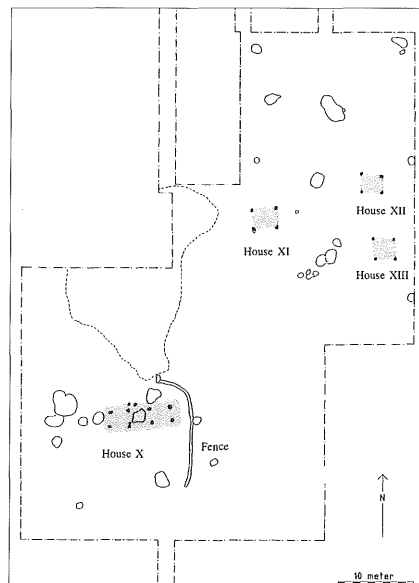 House XII
House XI
House XIII
House X
Fence
N
10 meter